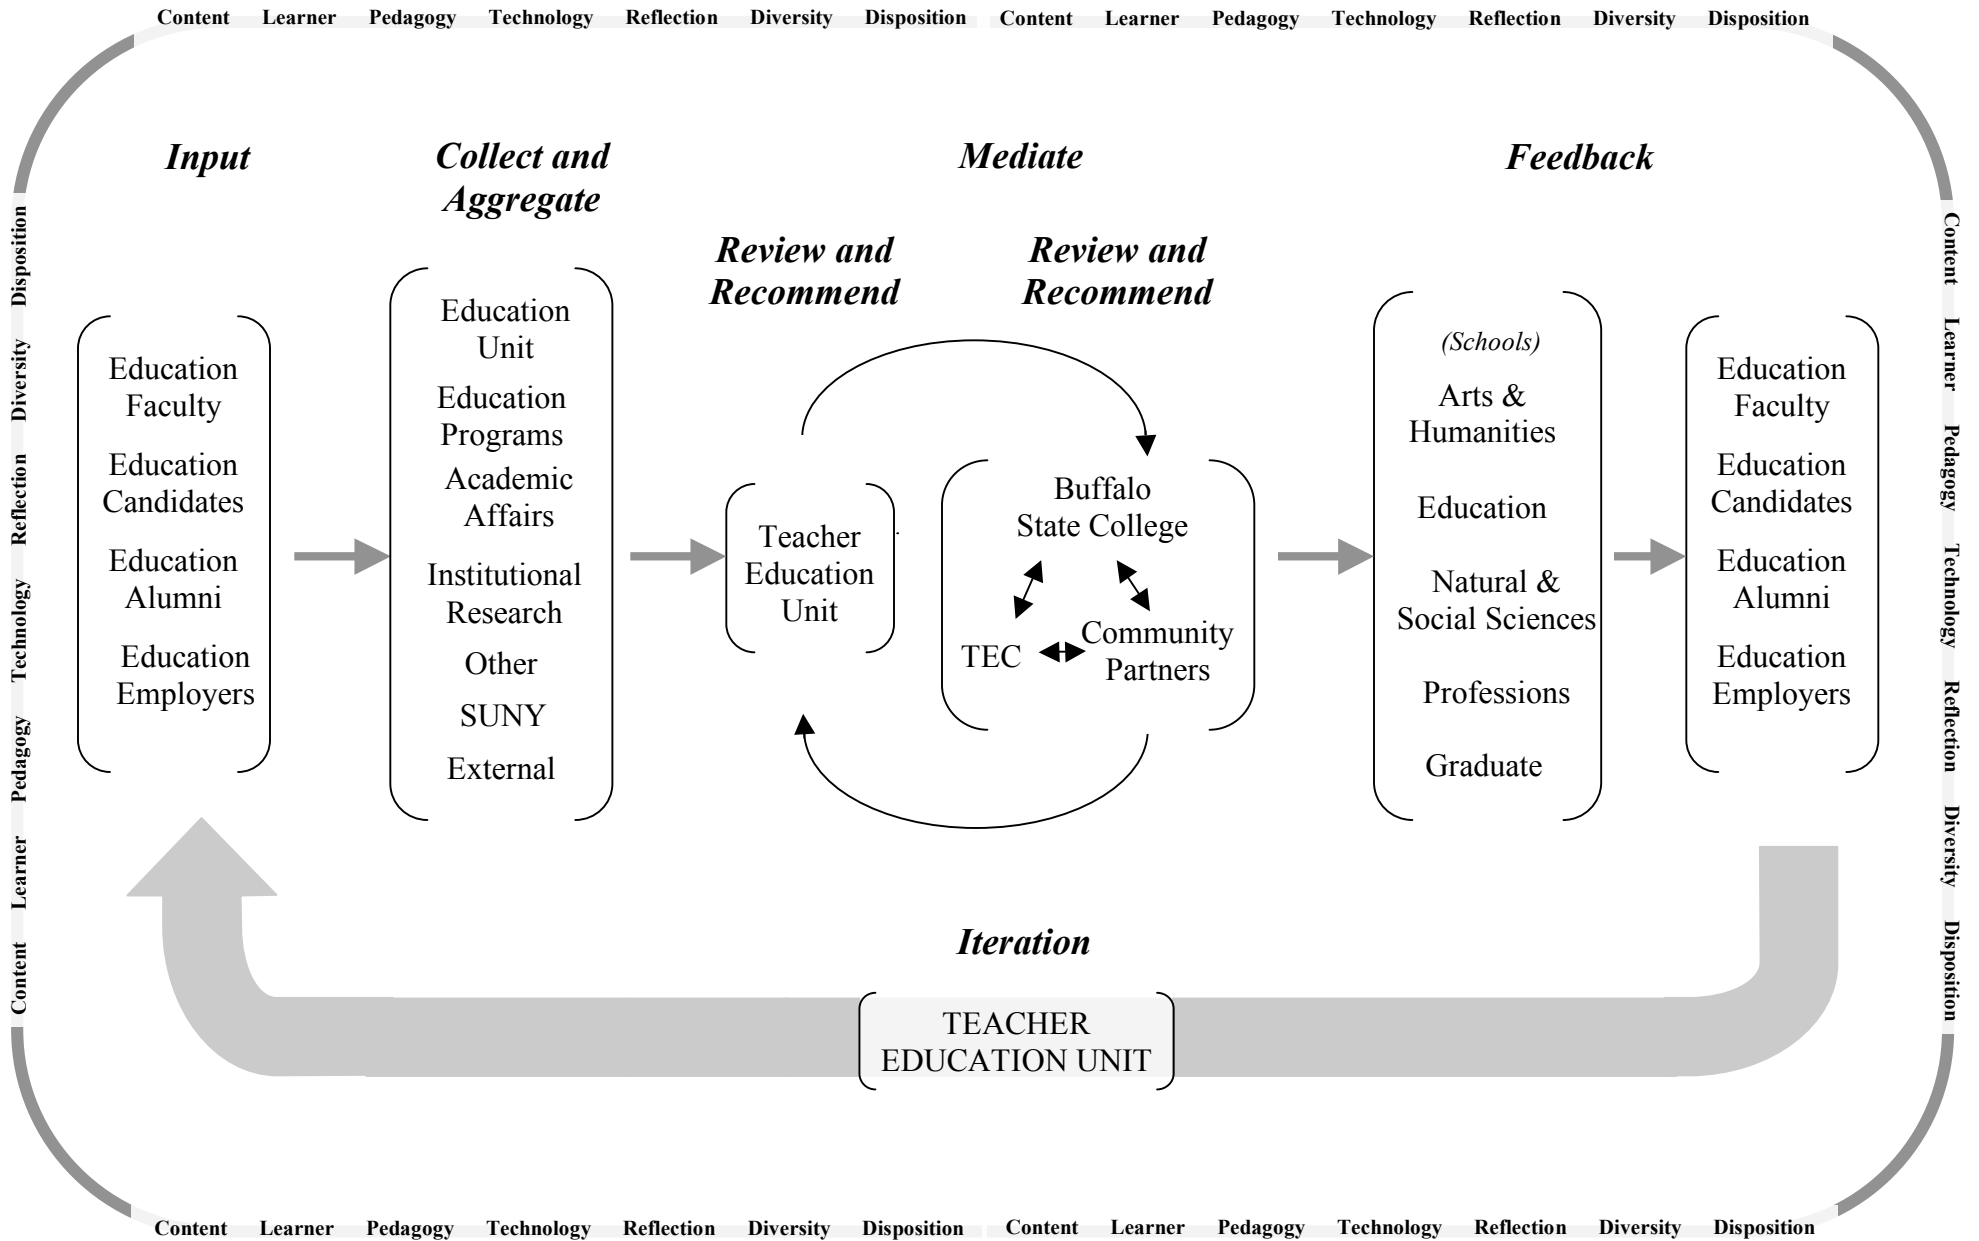 Content Learner Pedagogy Technology Reflection Diversity Disposition Content Learner Pedagogy Technology Reflection Diversity Disposition
Input
Collect and
Aggregate
Mediate
Feedback
Review and
Recommend
Review and
Recommend
Education
Faculty
Education
Candidates
Education
Alumni
Education
Employers
Education
Unit
Education
Programs
Academic
Affairs
Institutional
Research
Other
SUNY
External
Teacher
Education
Unit
Buffalo
State College
TEC
Community
Partners
(Schools)
Arts &
Humanities
Education
Natural &
Social Sciences
Professions
Graduate
Education
Faculty
Education
Candidates
Education
Alumni
Education
Employers
Iteration
TEACHER
EDUCATION UNIT
Content Learner Pedagogy Technology Reflection Diversity Disposition
Content Learner Pedagogy Technology Reflection Diversity Disposition
Content Learner Pedagogy Technology Reflection Diversity Disposition Content Learner Pedagogy Technology Reflection Diversity Disposition